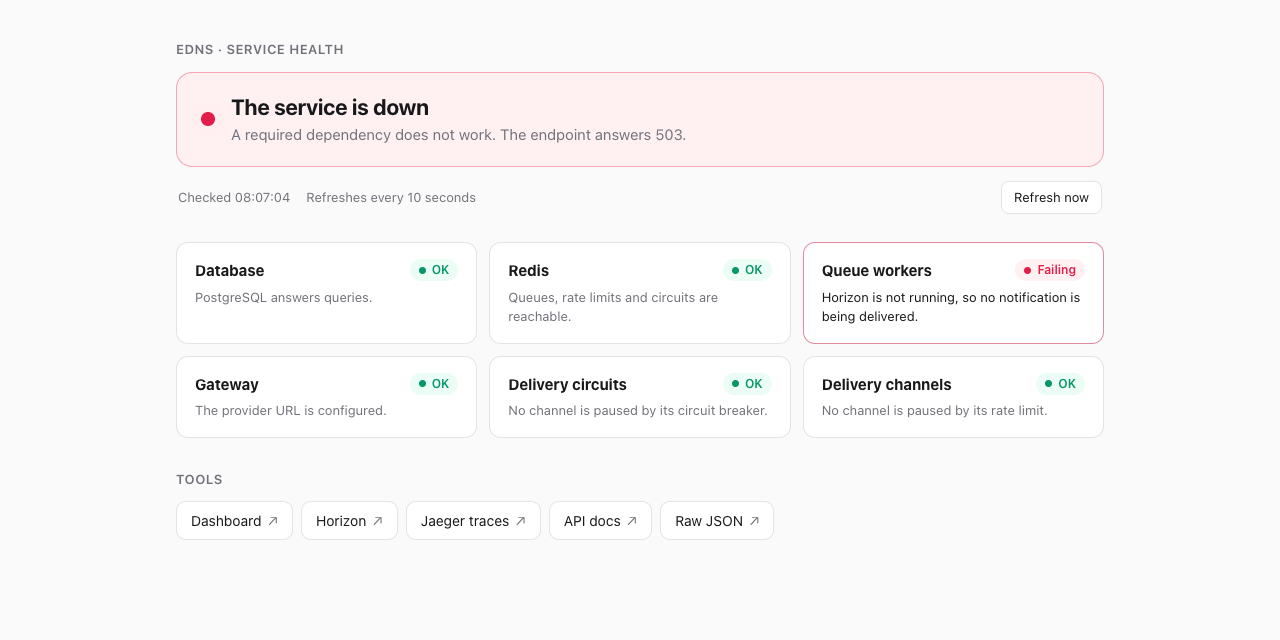 EDNS · SERVICE HEALTH
The service is down
A required dependency does not work. The endpoint answers 503.
Checked 08:07:04 Refreshes every 10 seconds
Refresh now
Database
OK
PostgreSQL answers queries.
Redis
OK
Queues, rate limits and circuits are
reachable.
Queue workers
Failing
Horizon is not running, so no notification is
being delivered.
Gateway
OK
The provider URL is configured.
Delivery circuits
OK
No channel is paused by its circuit breaker.
Delivery channels
OK
No channel is paused by its rate limit.
TOOLS
Dashboard ↗
Horizon ↗
Jaeger traces ↗
API docs ↗
Raw JSON ↗